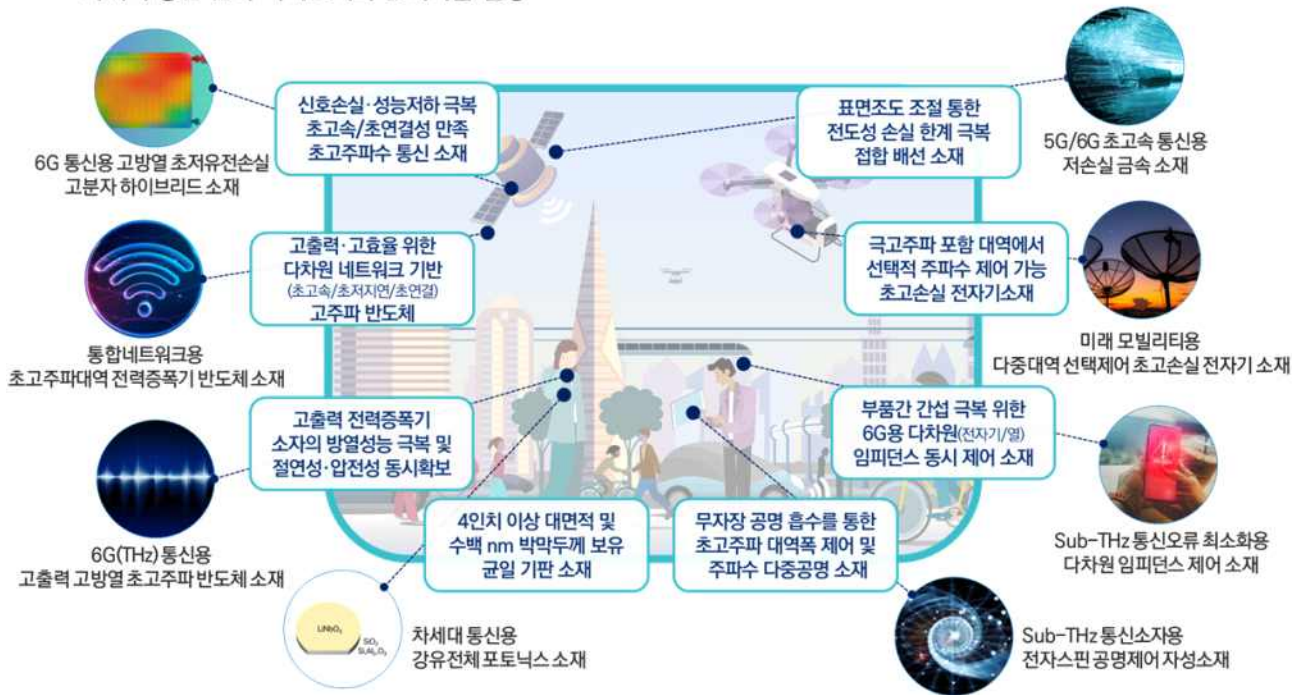 신호손실·성능저하 극복
초고속/초연결성 만족
초고주파수 통신 소재
6G 통신용 고방열 초저유전손실
고분자 하이브리드 소재
표면조도 조절 통한
전도성 손실 한계 극복
접합 배선 소재
5G/6G 초고속 통신용
저손실 금속 소재
고출력·고효율 위한
다차원 네트워크 기반
(초고속/초저지연/초연결)
고주파 반도체
통합네트워크용
초고주파대역 전력증폭기 반도체 소재
극고주파 포함 대역에서
선택적 주파수 제어 가능
초고손실 전자기소재
미래 모빌리티용
다중대역 선택제어 초고손실 전자기 소재
고출력 전력증폭기
소자의 방열성능 극복 및
절연성·압전성 동시확보
6G(THz) 통신용
고출력 고방열 초고주파 반도체 소재
부품간 간섭 극복 위한
6G용 다차원(전자기/열)
임피던스 동시 제어 소재
Sub-THz 통신오류 최소화용
다차원 임피던스 제어 소재
4인치 이상 대면적 및
수백 nm 박막두께 보유
균일 기판 소재
LiNbO₃
SiO₂
차세대 통신용
강유전체 포토닉스 소재
무자장 공명 흡수를 통한
초고주파 대역폭 제어 및
주파수 다중공명 소재
Sub-THz 통신소자용
전자스핀 공명제어 자성소재